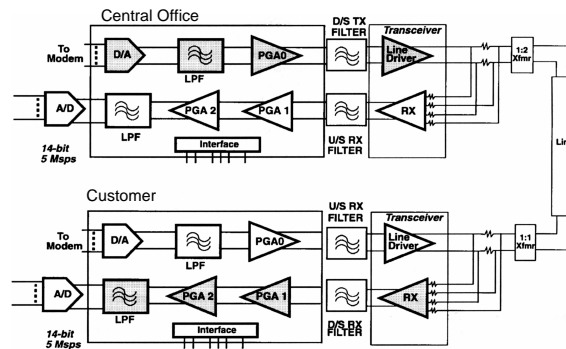 Central Office
D/S TX
FILTER
Transceiver
To
Modem
D/A
LPF
PGA0
Line
Driver
1:2
Xfmr
A/D
LPF
PGA 2
PGA 1
RX
14-bit
5 Msps
Interface
U/S RX
FILTER
Customer
U/S RX
FILTER
Transceiver
To
Modem
D/A
LPF
PGA0
Line
Driver
1:1
Xfmr
A/D
LPF
PGA 2
PGA 1
RX
14-bit
5 Msps
Interface
D/S RX
FILTER